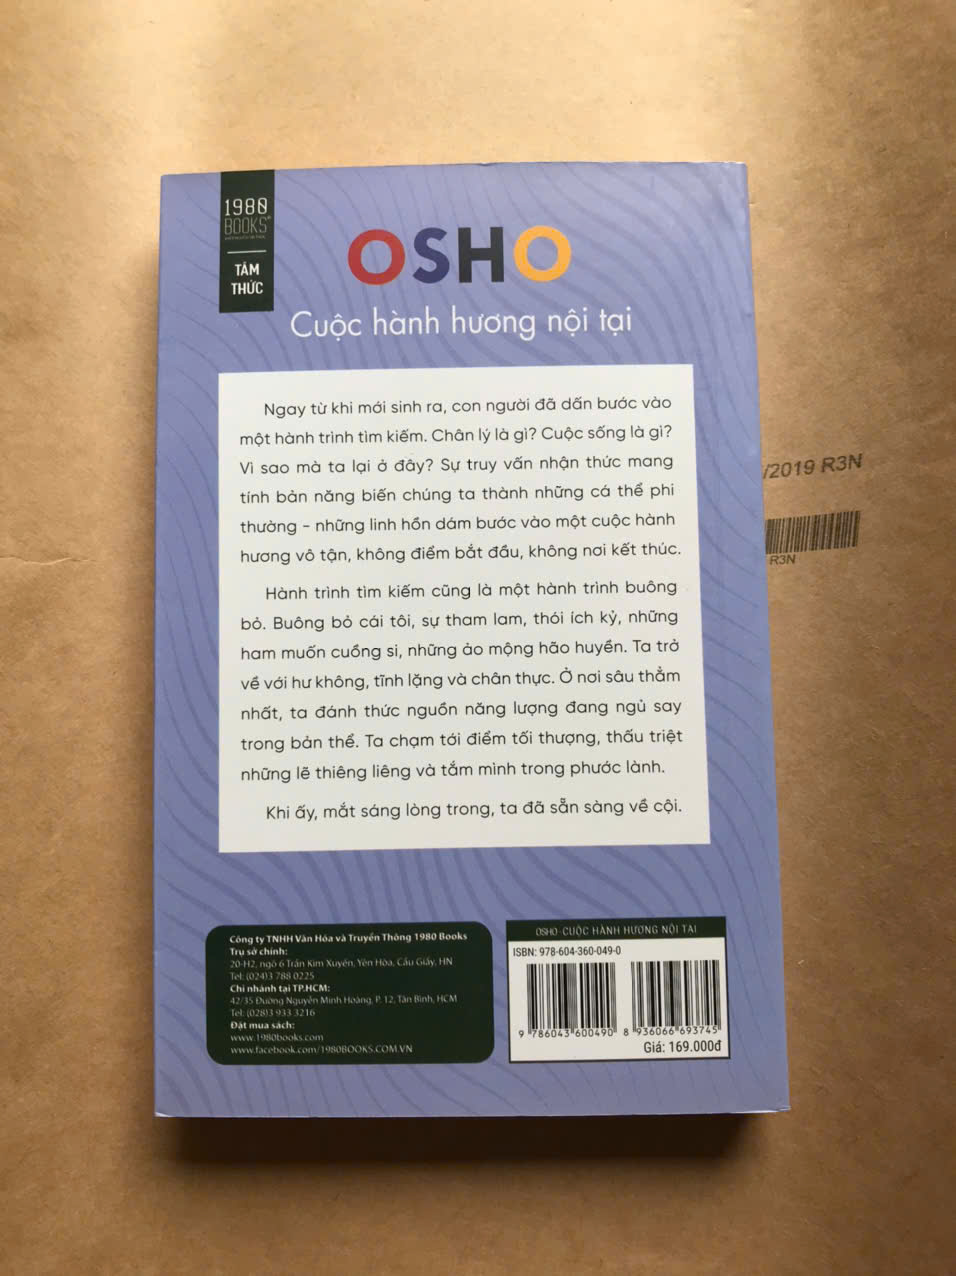 1980
BOOKS
TÂM
THỨC
OSHO
Cuộc hành hương nội tại
Ngay từ khi mới sinh ra, con người đã dấn bước vào
một hành trình tìm kiếm. Chân lý là gì? Cuộc sống là gì?
Vì sao mà ta lại ở đây? Sự truy vấn nhận thức mang
tính bản năng biến chúng ta thành những cá thể phi
thường - những linh hồn dám bước vào một cuộc hành
hương vô tận, không điểm bắt đầu, không nơi kết thúc.
Hành trình tìm kiếm cũng là một hành trình buông
bỏ. Buông bỏ cái tôi, sự tham lam, thói ích kỷ, những
ham muốn cuồng si, những ảo mộng hão huyền. Ta trở
về với hư không, tĩnh lặng và chân thực. Ở nơi sâu thẳm
nhất, ta đánh thức nguồn năng lượng đang ngủ say
trong bản thể. Ta chạm tới điểm tối thượng, thấu triệt
những lẽ thiêng liêng và tắm mình trong phước lành.
Khi ấy, mắt sáng lòng trong, ta đã sẵn sàng về cội.
/2019 R3N
R3N
Công ty TNHH Văn Hóa và Truyền Thông 1980 Books
Trụ sở chính:
20-H2, ngõ 6 Trần Kim Xuyến, Yên Hòa, Cầu Giấy, HN
Tel: (024)3 788 0225
Chi nhánh tại TP.HCM:
42/35 Đường Nguyễn Minh Hoàng, P. 12, Tân Bình, HCM
Tel: (028)3 933 3216
Đặt mua sách:
www.1980books.com
www.facebook.com/1980BOOKS.COM.VN
OSHO - CUỘC HÀNH HƯƠNG NỘI TẠI
ISBN: 978-604-360-049-0
9 786043 600490
8 936066 693745
Giá: 169.000đ